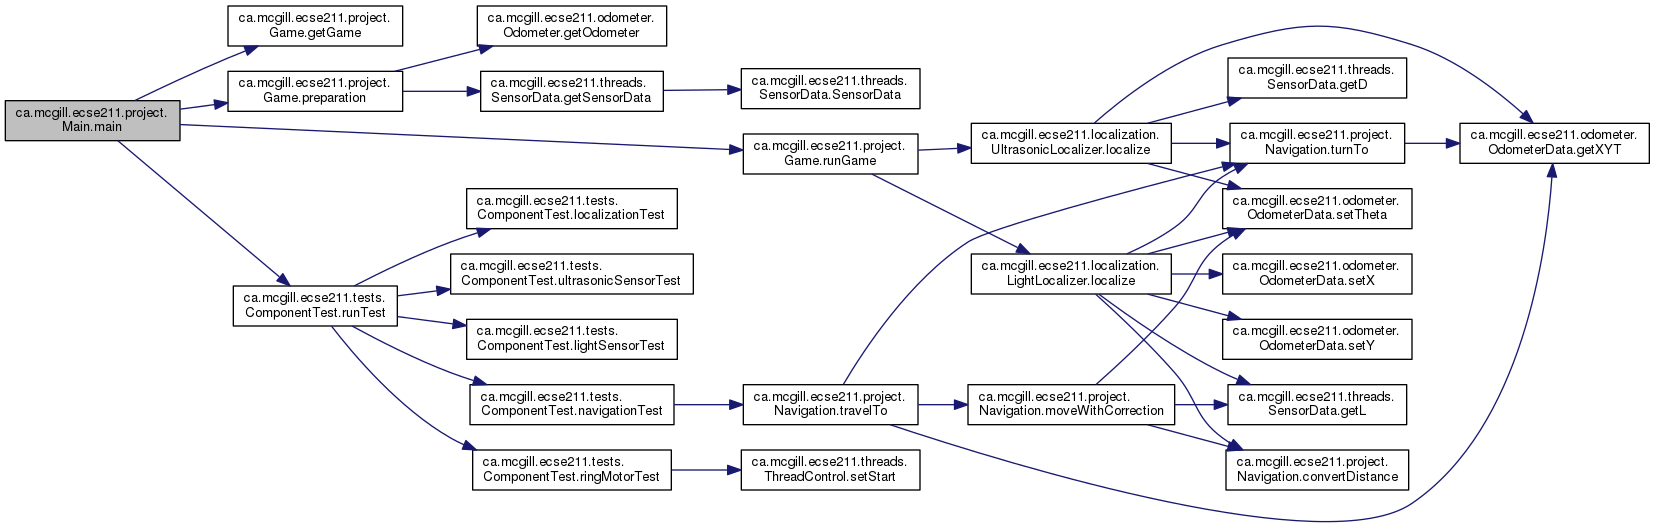 ca.mcgill.ecse211.project.
Main.main
ca.mcgill.ecse211.project.
Game.getGame
ca.mcgill.ecse211.project.
Game.preparation
ca.mcgill.ecse211.odometer.
Odometer.getOdometer
ca.mcgill.ecse211.threads.
SensorData.getSensorData
ca.mcgill.ecse211.threads.
SensorData.SensorData
ca.mcgill.ecse211.project.
Game.runGame
ca.mcgill.ecse211.localization.
UltrasonicLocalizer.localize
ca.mcgill.ecse211.threads.
SensorData.getD
ca.mcgill.ecse211.project.
Navigation.turnTo
ca.mcgill.ecse211.odometer.
OdometerData.getXYT
ca.mcgill.ecse211.odometer.
OdometerData.setTheta
ca.mcgill.ecse211.localization.
LightLocalizer.localize
ca.mcgill.ecse211.odometer.
OdometerData.setX
ca.mcgill.ecse211.odometer.
OdometerData.setY
ca.mcgill.ecse211.threads.
SensorData.getL
ca.mcgill.ecse211.project.
Navigation.convertDistance
ca.mcgill.ecse211.tests.
ComponentTest.runTest
ca.mcgill.ecse211.tests.
ComponentTest.localizationTest
ca.mcgill.ecse211.tests.
ComponentTest.ultrasonicSensorTest
ca.mcgill.ecse211.tests.
ComponentTest.lightSensorTest
ca.mcgill.ecse211.tests.
ComponentTest.navigationTest
ca.mcgill.ecse211.project.
Navigation.travelTo
ca.mcgill.ecse211.project.
Navigation.moveWithCorrection
ca.mcgill.ecse211.tests.
ComponentTest.ringMotorTest
ca.mcgill.ecse211.threads.
ThreadControl.setStart